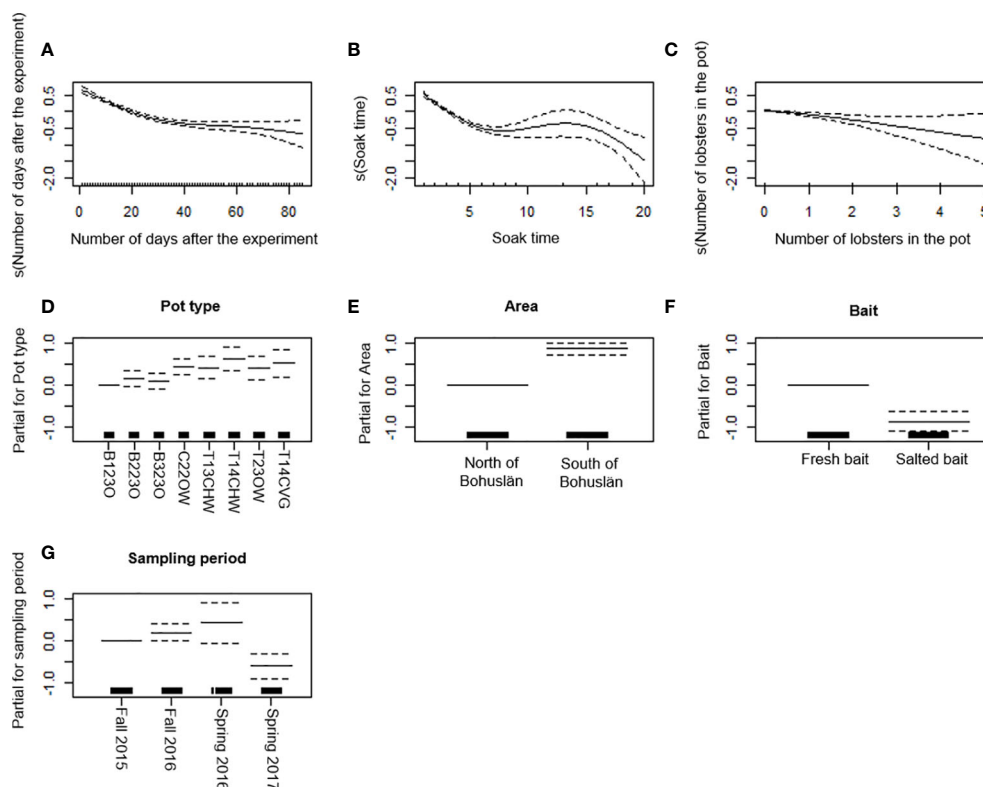 A
s(Number of days after the experiment)
0.5
-0.5
-2.0
0 20 40 60 80
Number of days after the experiment
B
s(Soak time)
0.5
-0.5
-2.0
5 10 15 20
Soak time
C
s(Number of lobsters in the pot)
0.5
-0.5
-2.0
0 1 2 3 4 5
Number of lobsters in the pot
D
Pot type
Partial for Pot type
1.0
0.0
-1.0
B123O
B223O
B323O
C22OW
T13CHW
T14CHW
T23OW
T14CVG
E
Area
Partial for Area
1.0
0.0
-1.0
North of
Bohuslän
South of
Bohuslän
F
Bait
Partial for Bait
1.0
0.0
-1.0
Fresh bait Salted bait
G
Sampling period
Partial for sampling period
1.0
0.0
-1.0
Fall 2015
Fall 2016
Spring 2016
Spring 2017